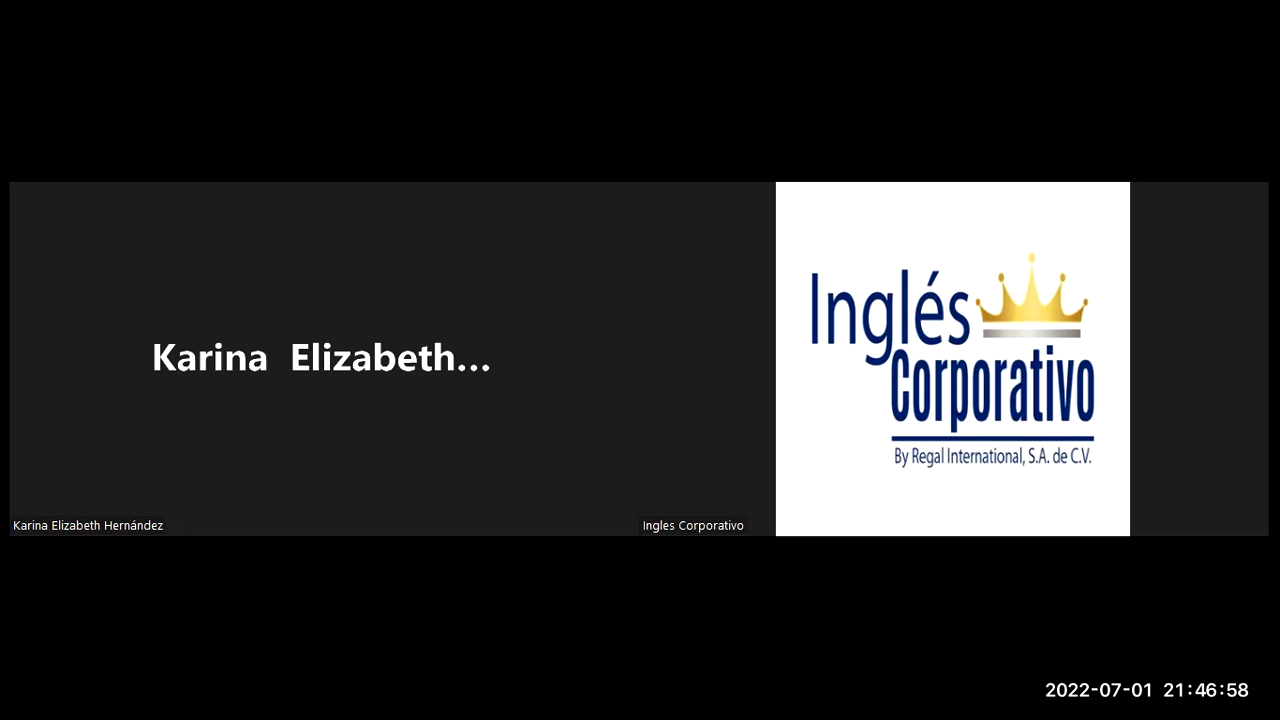 Karina Elizabeth...
Karina Elizabeth Hernández
Ingles Corporativo
Inglés
Corporativo
By Regal International, S.A. de C.V.
2022-07-01 21:46:58